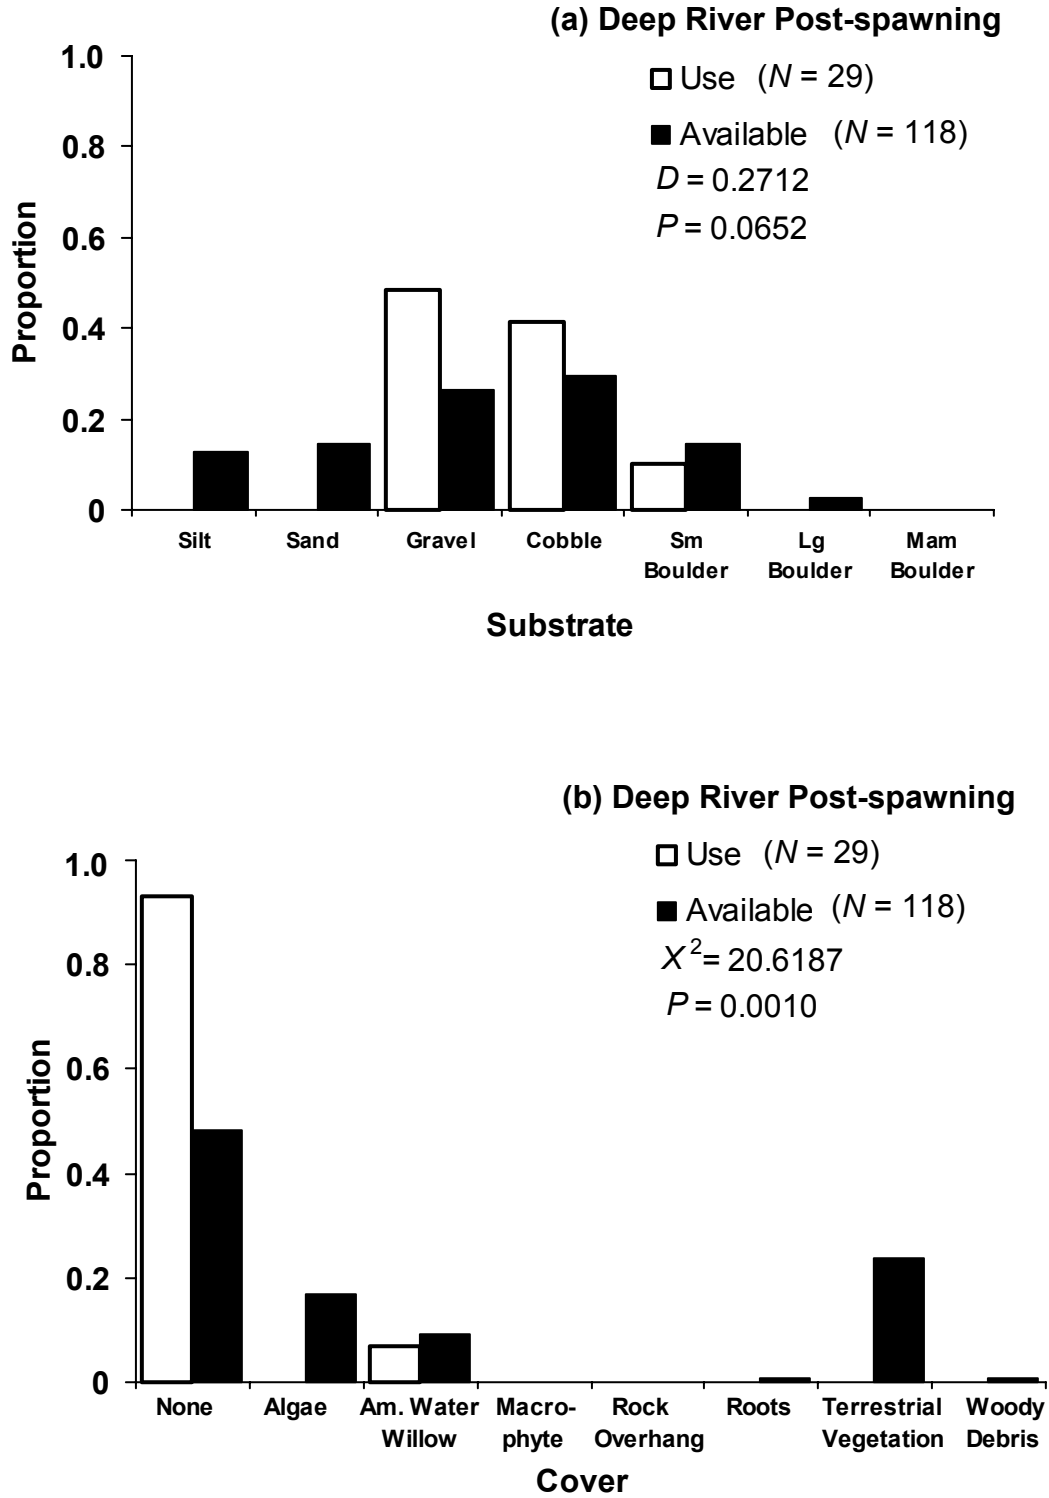 (a) Deep River Post-spawning
Use (N = 29)
Available (N = 118)
D = 0.2712
P = 0.0652
Proportion
1.0
0.8
0.6
0.4
0.2
0
Silt Sand Gravel Cobble Sm Boulder Lg Boulder Mam Boulder
Substrate
(b) Deep River Post-spawning
Use (N = 29)
Available (N = 118)
X² = 20.6187
P = 0.0010
Proportion
1.0
0.8
0.6
0.4
0.2
0
None Algae Am. Water Willow Macro-phyte Rock Overhang Roots Terrestrial Vegetation Woody Debris
Cover